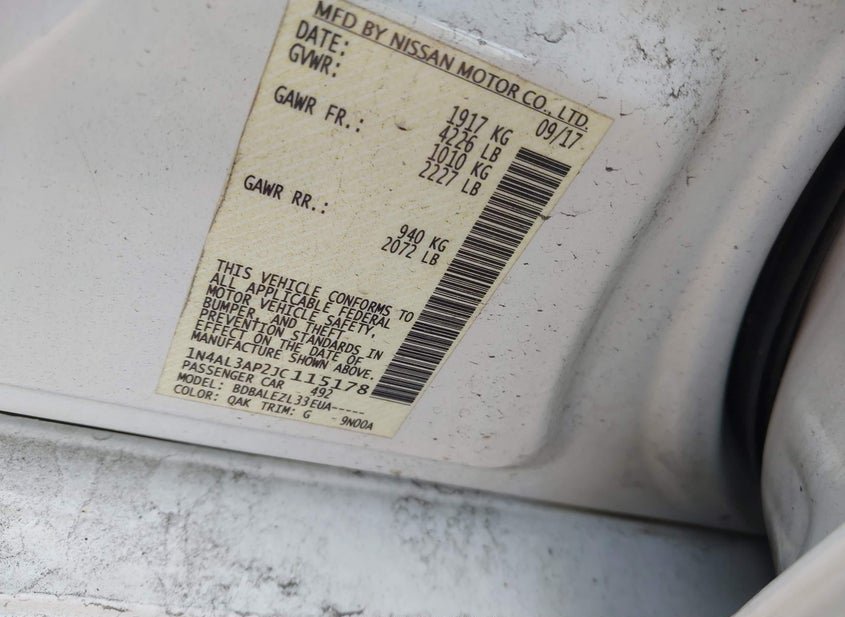 MFD BY NISSAN MOTOR CO., LTD.
DATE: 09/17
GVWR: 1917 KG
4226 LB
GAWR FR.: 1010 KG
2227 LB
GAWR RR.: 940 KG
2072 LB
THIS VEHICLE CONFORMS TO
ALL APPLICABLE FEDERAL
MOTOR VEHICLE SAFETY,
BUMPER, AND THEFT
PREVENTION STANDARDS IN
EFFECT ON THE DATE OF
MANUFACTURE SHOWN ABOVE.
1N4AL3AP2JC115178
PASSENGER CAR 492
MODEL: BDBALEZL33EUA-----
COLOR: QAK TRIM: G 9N00A